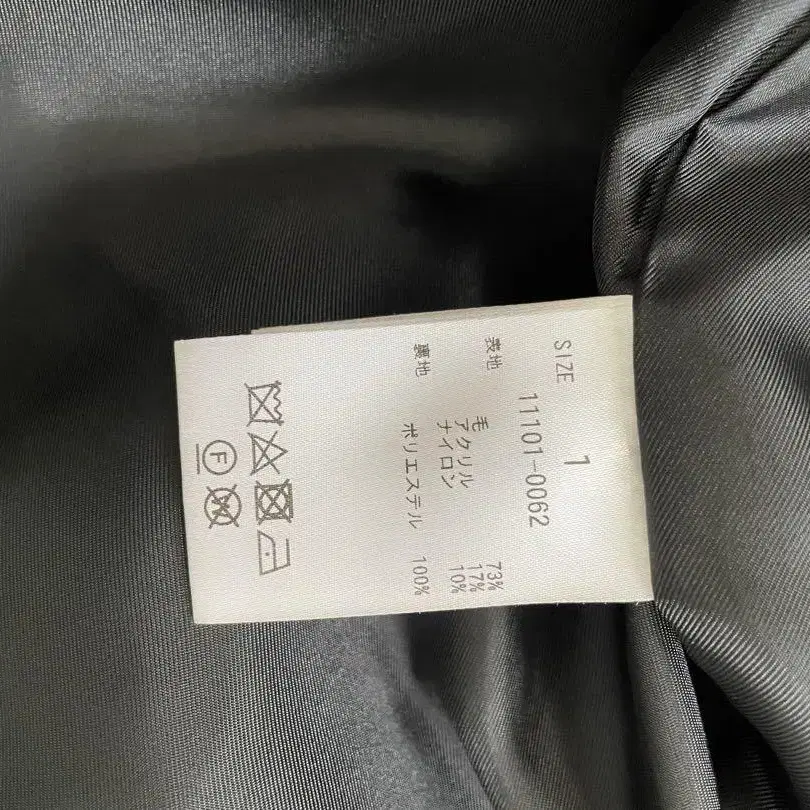 SIZE 1
11101-0062
表地 毛 73%
アクリル 17%
ナイロン 10%
裏地 ポリエステル 100%
F
W